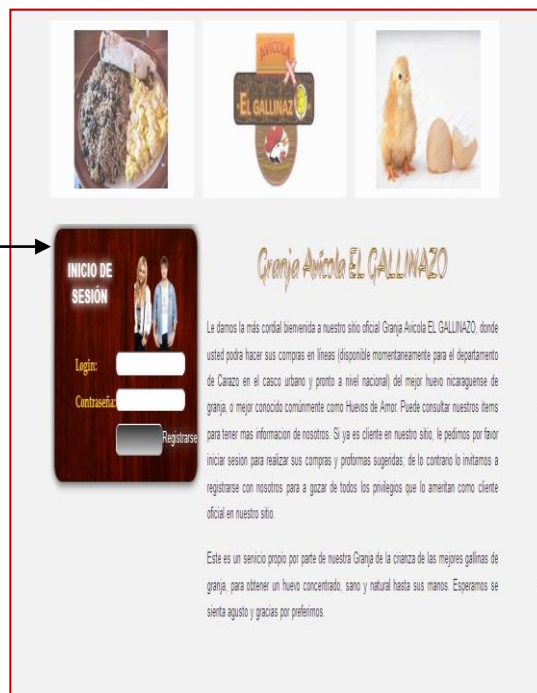 AVÍCOLA
EL GALLINAZO
INICIO DE
SESIÓN
Login:
Contraseña:
Registrarse
Granja Avicola EL GALLINAZO
Le damos la más cordial bienvenida a nuestro sitio oficial Granja Avicola EL GALLINAZO, donde
usted podra hacer sus compras en líneas (disponible momentaneamente para el departamento
de Carazo en el casco urbano y pronto a nivel nacional) del mejor huevo nicaraguense de
granja, o mejor conocido comúnmente como Huevos de Amor. Puede consultar nuestros items
para tener mas informacion de nosotros. Si ya es cliente en nuestro sitio, le pedimos por favor
iniciar sesion para realizar sus compras y proformas sugeridas; de lo contrario lo invitamos a
registrarse con nosotros para a gozar de todos los privilegios que lo ameritan como cliente
oficial en nuestro sitio.
Este es un servicio propio por parte de nuestra Granja de la crianza de las mejores gallinas de
granja, para obtener un huevo concentrado, sano y natural hasta sus manos. Esperamos se
sienta agusto y gracias por preferirnos.